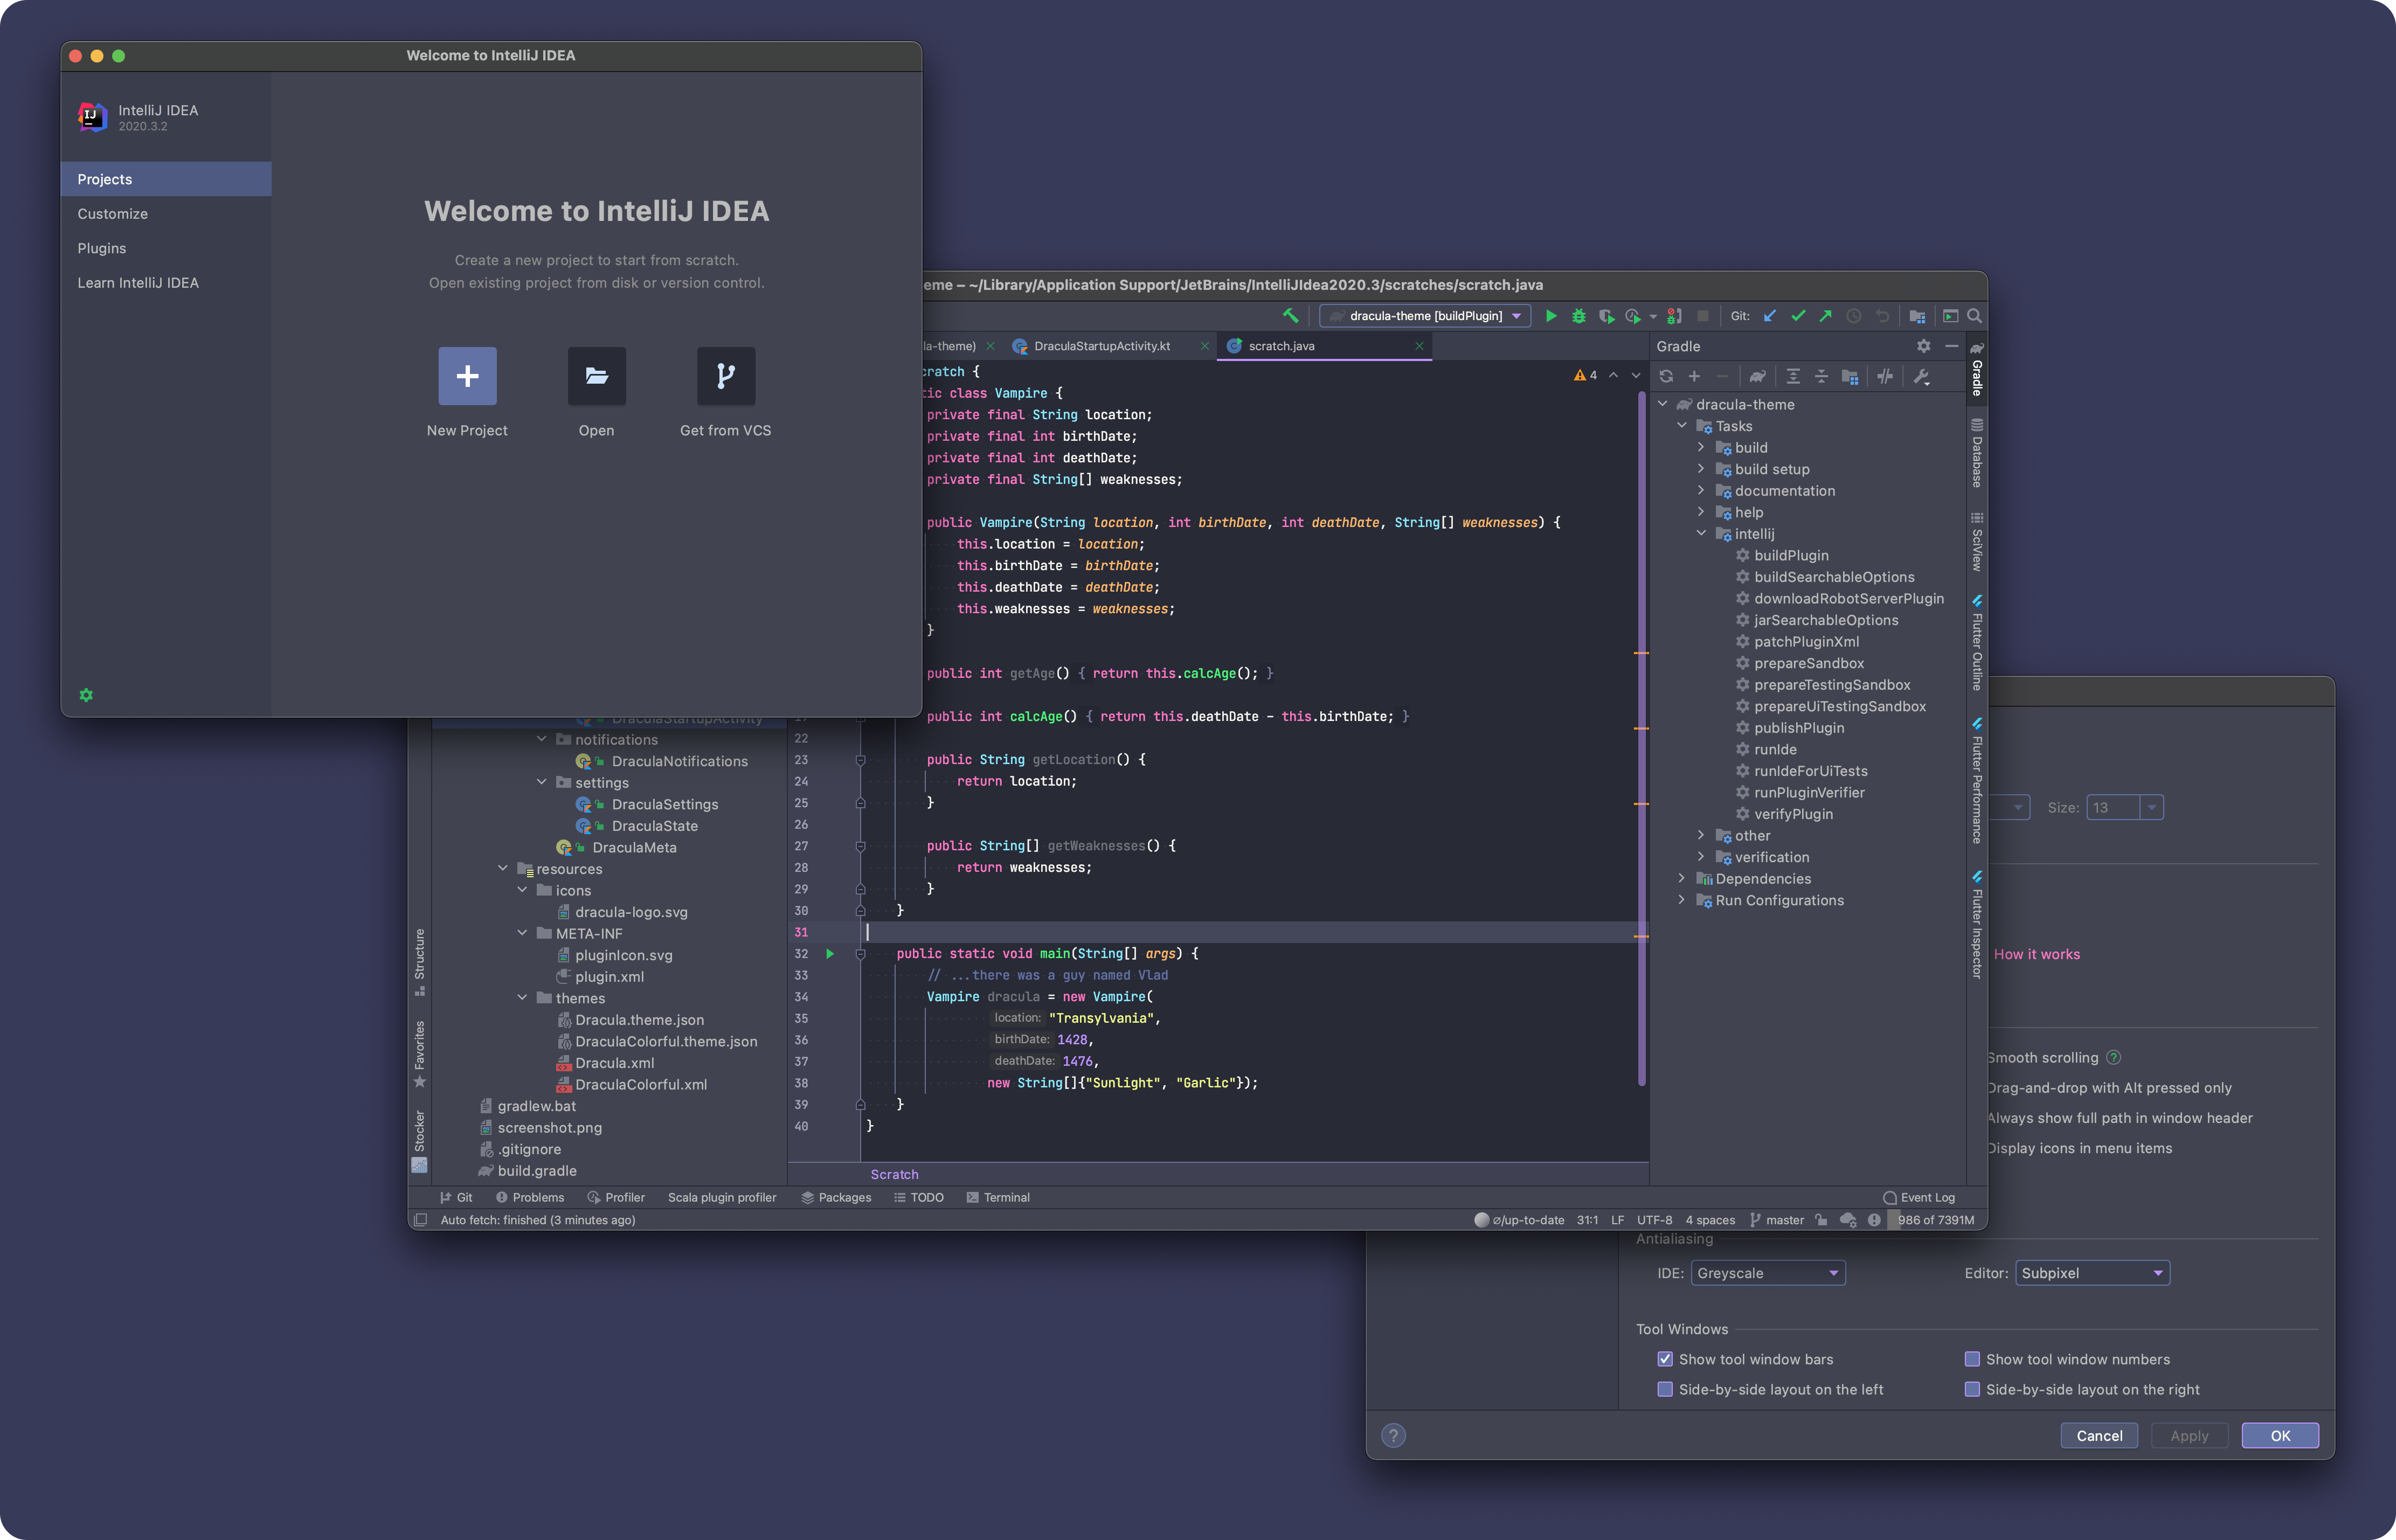 Welcome to IntelliJ IDEA
IntelliJ IDEA
2020.3.2
Projects
Customize
Plugins
Learn IntelliJ IDEA
Welcome to IntelliJ IDEA
Create a new project to start from scratch.
Open existing project from disk or version control.
New Project
Open
Get from VCS
eme – ~/Library/Application Support/JetBrains/IntelliJIdea2020.3/scratches/scratch.java
dracula-theme [buildPlugin]
Git:
la-theme)
DraculaStartupActivity.kt
scratch.java
4
cratch {
tic class Vampire {
private final String location;
private final int birthDate;
private final int deathDate;
private final String[] weaknesses;
public Vampire(String location, int birthDate, int deathDate, String[] weaknesses) {
this.location = location;
this.birthDate = birthDate;
this.deathDate = deathDate;
this.weaknesses = weaknesses;
}
public int getAge() { return this.calcAge(); }
public int calcAge() { return this.deathDate - this.birthDate; }
22
23 public String getLocation() {
24 return location;
25 }
26
27 public String[] getWeaknesses() {
28 return weaknesses;
29 }
30 }
31
32 public static void main(String[] args) {
33 // ...there was a guy named Vlad
34 Vampire dracula = new Vampire(
35 location: "Transylvania",
36 birthDate: 1428,
37 deathDate: 1476,
38 new String[]{"Sunlight", "Garlic"});
39 }
40 }
Scratch
DraculaStartupActivity
notifications
DraculaNotifications
settings
DraculaSettings
DraculaState
DraculaMeta
resources
icons
dracula-logo.svg
META-INF
pluginIcon.svg
plugin.xml
themes
Dracula.theme.json
DraculaColorful.theme.json
Dracula.xml
DraculaColorful.xml
gradlew.bat
screenshot.png
.gitignore
build.gradle
Structure
Favorites
Stocker
Gradle
dracula-theme
Tasks
build
build setup
documentation
help
intellij
buildPlugin
buildSearchableOptions
downloadRobotServerPlugin
jarSearchableOptions
patchPluginXml
prepareSandbox
prepareTestingSandbox
prepareUiTestingSandbox
publishPlugin
runIde
runIdeForUiTests
runPluginVerifier
verifyPlugin
other
verification
Dependencies
Run Configurations
Gradle
Database
SciView
Flutter Outline
Flutter Performance
Flutter Inspector
Git
Problems
Profiler
Scala plugin profiler
Packages
TODO
Terminal
Event Log
Auto fetch: finished (3 minutes ago)
∅/up-to-date
31:1
LF
UTF-8
4 spaces
master
986 of 7391M
Size: 13
How it works
Smooth scrolling
Drag-and-drop with Alt pressed only
Always show full path in window header
Display icons in menu items
Antialiasing
IDE: Greyscale
Editor: Subpixel
Tool Windows
Show tool window bars
Show tool window numbers
Side-by-side layout on the left
Side-by-side layout on the right
Cancel
Apply
OK